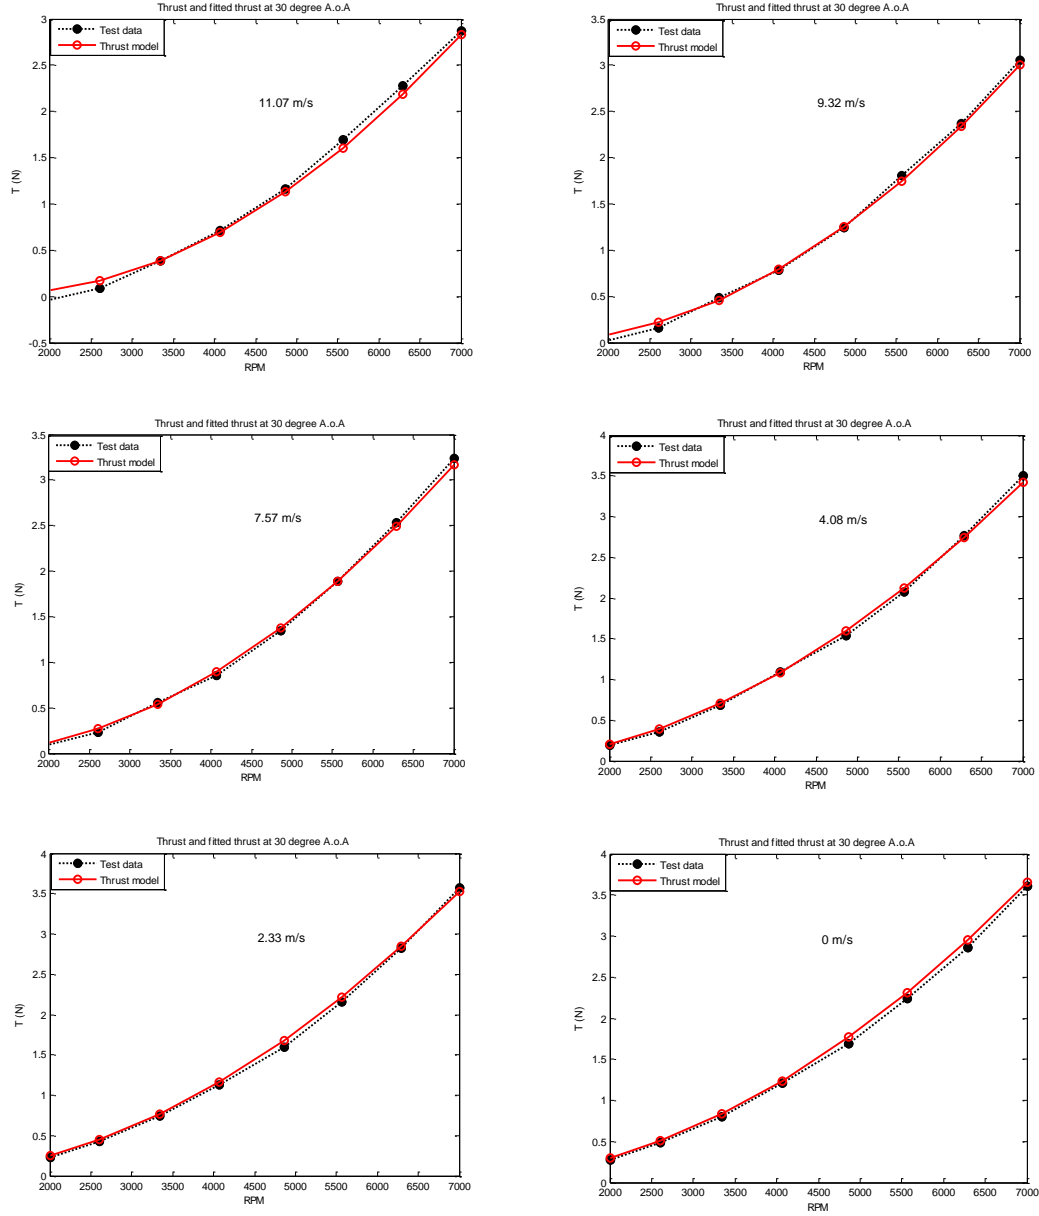 Thrust and fitted thrust at 30 degree A.o.A
3
2.5
2
1.5
1
0.5
0
-0.5
T (N)
Test data
Thrust model
11.07 m/s
2000 2500 3000 3500 4000 4500 5000 5500 6000 6500 7000
RPM
Thrust and fitted thrust at 30 degree A.o.A
3.5
3
2.5
2
1.5
1
0.5
0
T (N)
Test data
Thrust model
9.32 m/s
2000 2500 3000 3500 4000 4500 5000 5500 6000 6500 7000
RPM
Thrust and fitted thrust at 30 degree A.o.A
3.5
3
2.5
2
1.5
1
0.5
0
T (N)
Test data
Thrust model
7.57 m/s
2000 2500 3000 3500 4000 4500 5000 5500 6000 6500 7000
RPM
Thrust and fitted thrust at 30 degree A.o.A
4
3.5
3
2.5
2
1.5
1
0.5
0
T (N)
Test data
Thrust model
4.08 m/s
2000 2500 3000 3500 4000 4500 5000 5500 6000 6500 7000
RPM
Thrust and fitted thrust at 30 degree A.o.A
4
3.5
3
2.5
2
1.5
1
0.5
0
T (N)
Test data
Thrust model
2.33 m/s
2000 2500 3000 3500 4000 4500 5000 5500 6000 6500 7000
RPM
Thrust and fitted thrust at 30 degree A.o.A
4
3.5
3
2.5
2
1.5
1
0.5
0
T (N)
Test data
Thrust model
0 m/s
2000 2500 3000 3500 4000 4500 5000 5500 6000 6500 7000
RPM